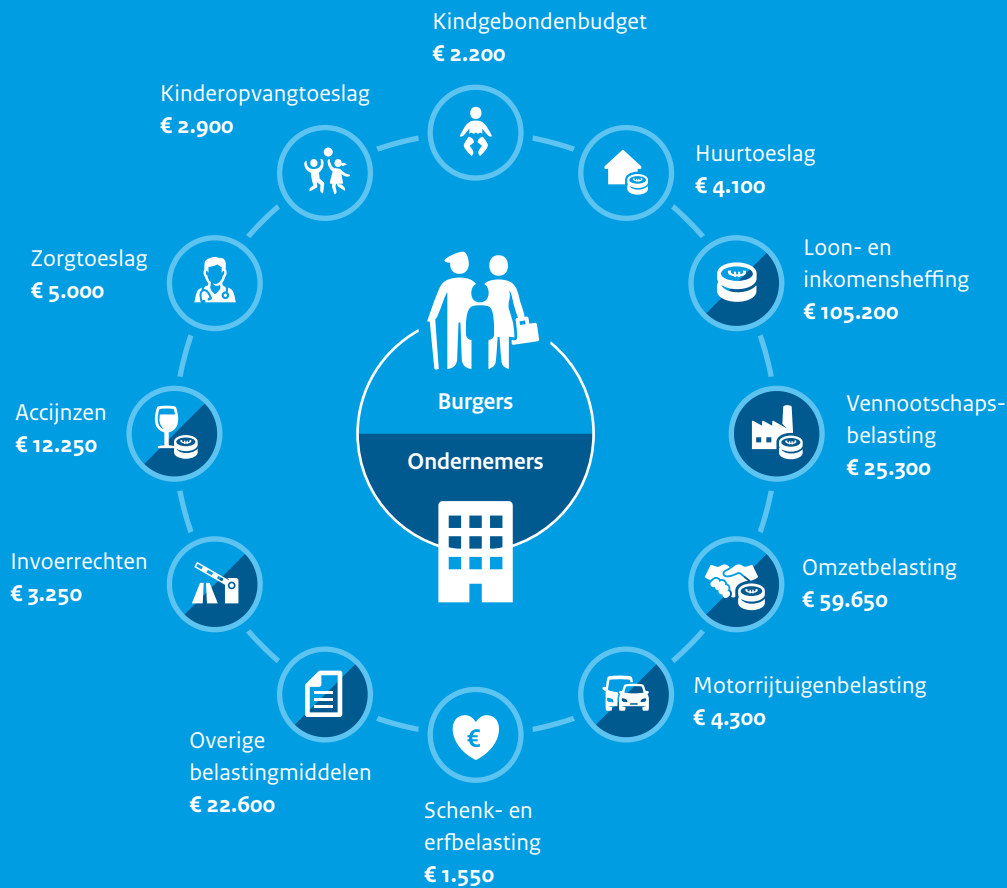 Kindgebondenbudget
€ 2.200
Kinderopvangtoeslag
€ 2.900
Huurtoeslag
€ 4.100
Zorgtoeslag
€ 5.000
Loon- en
inkomensheffing
€ 105.200
Burgers
Ondernemers
Accijnzen
€ 12.250
Vennootschaps-
belasting
€ 25.300
Invoerrechten
€ 3.250
Omzetbelasting
€ 59.650
Motorrijtuigenbelasting
€ 4.300
Overige
belastingmiddelen
€ 22.600
€
Schenk- en
erfbelasting
€ 1.550